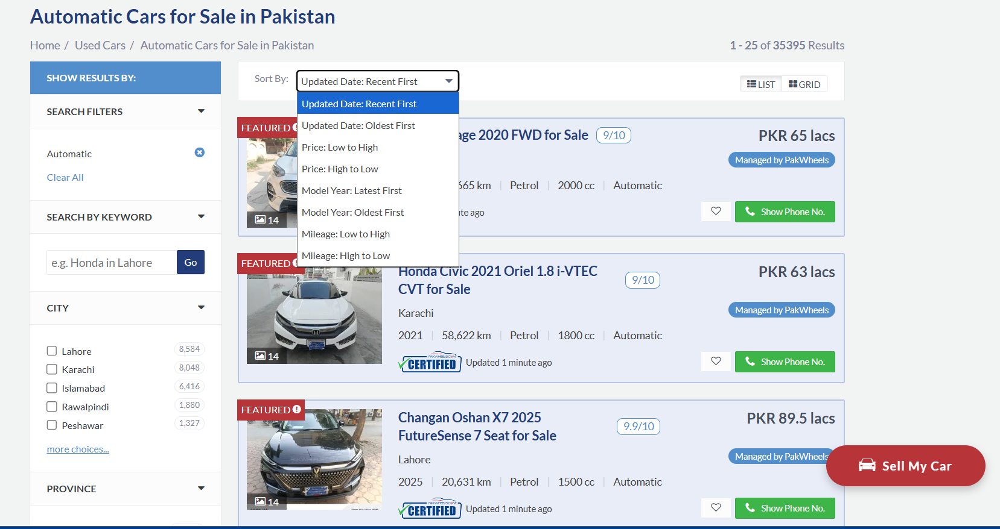 Automatic Cars for Sale in Pakistan
Home / Used Cars / Automatic Cars for Sale in Pakistan
1 - 25 of 35395 Results
SHOW RESULTS BY:
SEARCH FILTERS
Automatic
Clear All
SEARCH BY KEYWORD
e.g. Honda in Lahore
Go
CITY
Lahore 8,584
Karachi 8,048
Islamabad 6,416
Rawalpindi 1,880
Peshawar 1,327
more choices...
PROVINCE
Sort By:
Updated Date: Recent First
Updated Date: Recent First
Updated Date: Oldest First
Price: Low to High
Price: High to Low
Model Year: Latest First
Model Year: Oldest First
Mileage: Low to High
Mileage: High to Low
LIST
GRID
FEATURED
2020 FWD for Sale
9/10
PKR 65 lacs
Managed by PakWheels
km | Petrol | 2000 cc | Automatic
ago
14
Show Phone No.
FEATURED
Honda Civic 2021 Oriel 1.8 i-VTEC
CVT for Sale
9/10
PKR 63 lacs
Karachi
Managed by PakWheels
2021 | 58,622 km | Petrol | 1800 cc | Automatic
14
PAKWHEELS.COM
CERTIFIED
Updated 1 minute ago
Show Phone No.
FEATURED
Changan Oshan X7 2025
FutureSense 7 Seat for Sale
9.9/10
PKR 89.5 lacs
Lahore
Managed by PakWheels
2025 | 20,631 km | Petrol | 1500 cc | Automatic
14
PAKWHEELS.COM
CERTIFIED
Updated 1 minute ago
Show Phone No.
Sell My Car